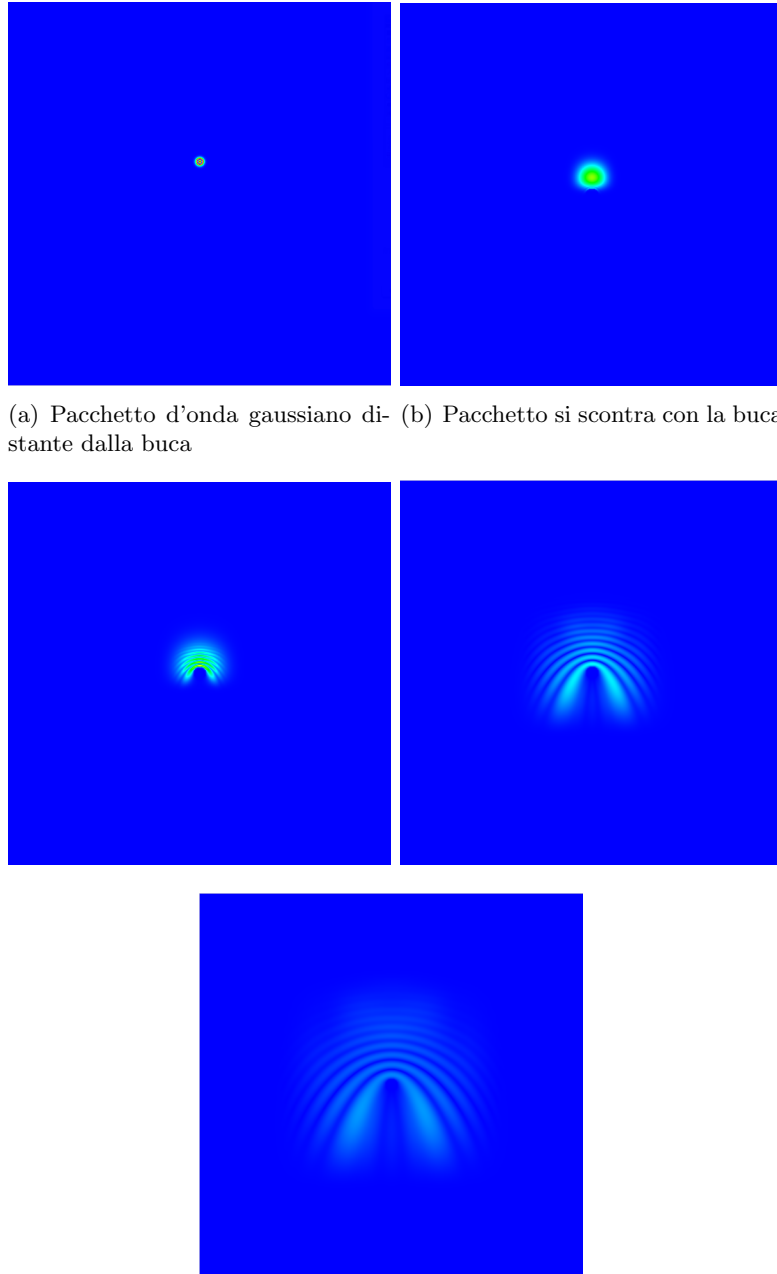 (a) Pacchetto d'onda gaussiano di-
stante dalla buca
(b) Pacchetto si scontra con la buca